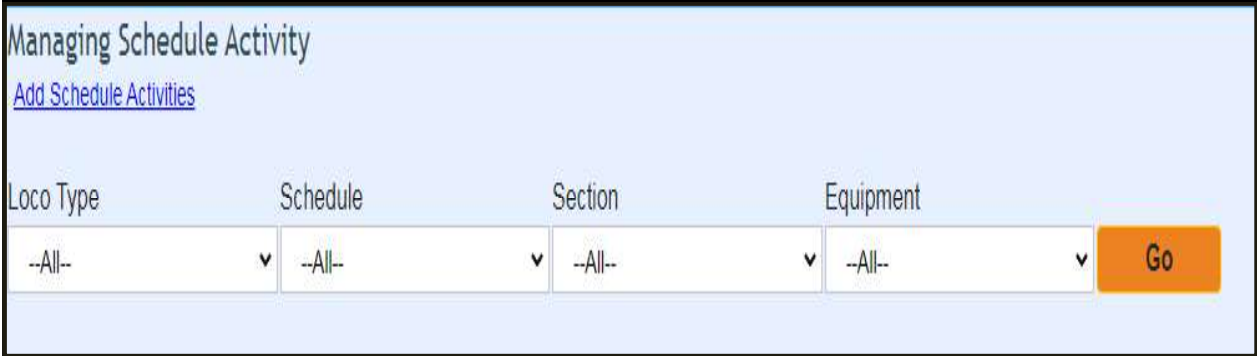 Managing Schedule Activity
Add Schedule Activities
Loco Type Schedule Section Equipment
--All-- --All-- --All-- --All-- Go